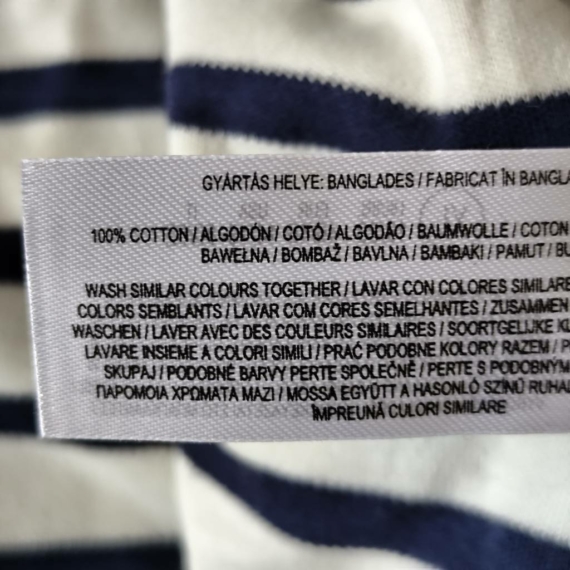 GYÁRTÁS HELYE: BANGLADES / FABRICAT ÎN BANGLA
100% COTTON / ALGODÓN / COTÓ / ALGODÃO / BAUMWOLLE / COTON
BAWEŁNA / BOMBAŽ / BAVLNA / BAMBAKI / PAMUT / BU
WASH SIMILAR COLOURS TOGETHER / LAVAR CON COLORES SIMILARE
COLORS SEMBLANTS / LAVAR COM CORES SEMELHANTES / ZUSAMMEN
WASCHEN / LAVER AVEC DES COULEURS SIMILAIRES / SOORTGELIJKE KL
LAVARE INSIEME A COLORI SIMILI / PRAĆ PODOBNE KOLORY RAZEM / P
SKUPAJ / PODOBNÉ BARVY PERTE SPOLEČNĚ / PERTE S PODOBNÝM
ΠΑΡΟΜΟΙΑ ΧΡΩΜΑΤΑ ΜΑΖΙ / MOSSA EGYÜTT A HASONLÓ SZÍNŰ RUHÁ
ÎMPREUNĂ CULORI SIMILARE